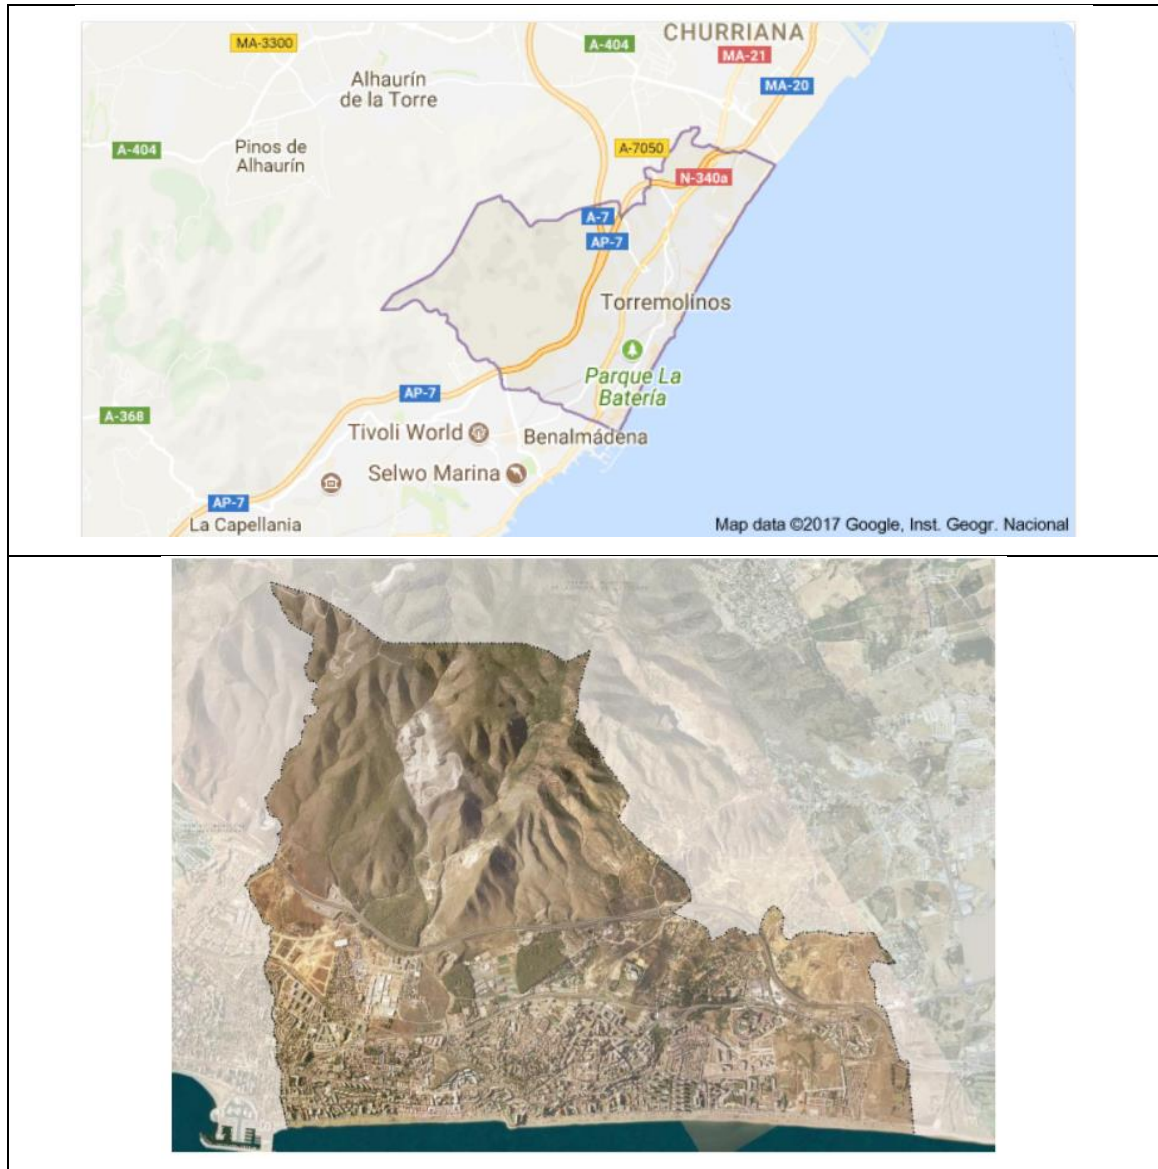 CHURRIANA
MA-3300
A-404
MA-21
MA-20
Alhaurín
de la Torre
A-404
Pinos de
Alhaurín
A-7050
N-340a
A-7
AP-7
Torremolinos
Parque La
Batería
AP-7
A-368
Tivoli World
Benalmádena
Selwo Marina
AP-7
La Capellania
Map data ©2017 Google, Inst. Geogr. Nacional